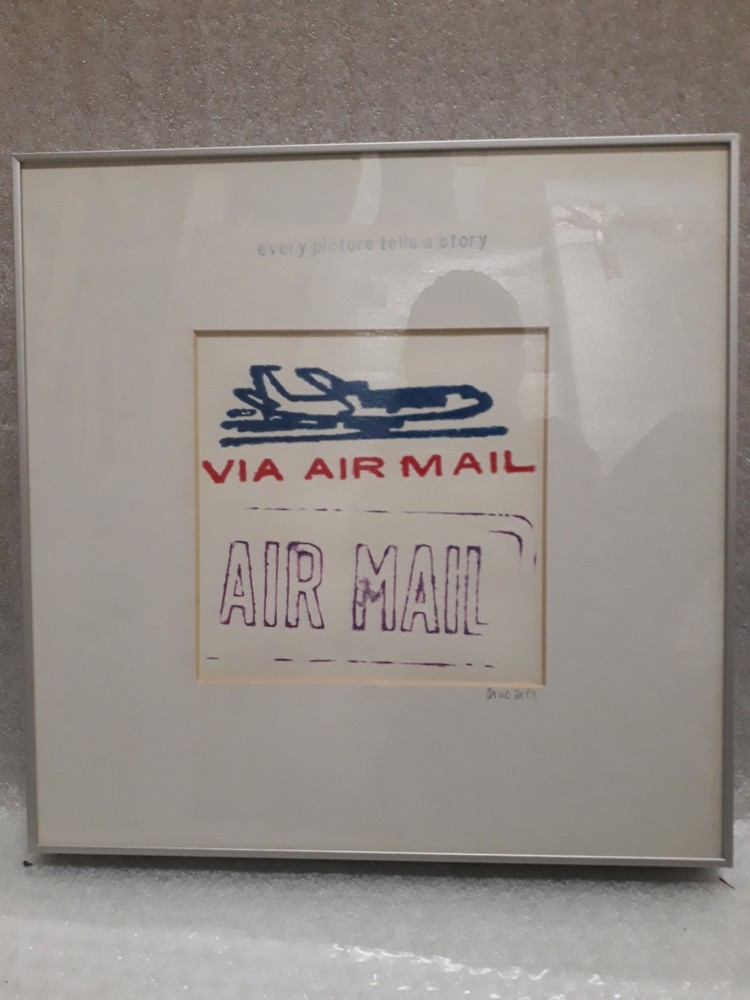 every picture tells a story
VIA AIR MAIL
AIR MAIL